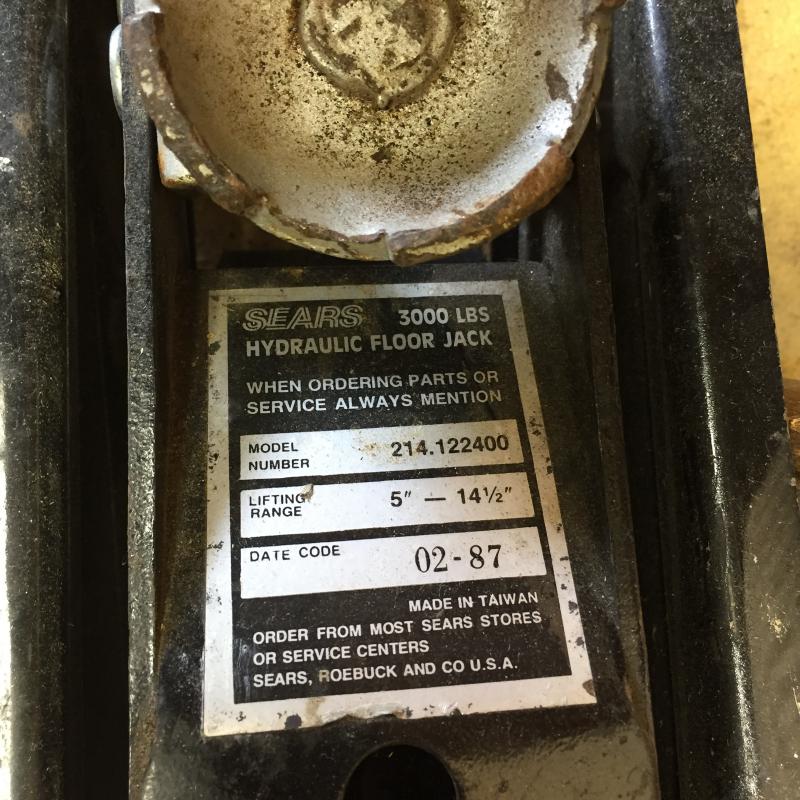 SEARS 3000 LBS
HYDRAULIC FLOOR JACK
WHEN ORDERING PARTS OR
SERVICE ALWAYS MENTION
MODEL
NUMBER 214.122400
LIFTING
RANGE 5" — 14½"
DATE CODE 02-87
MADE IN TAIWAN
ORDER FROM MOST SEARS STORES
OR SERVICE CENTERS
SEARS, ROEBUCK AND CO U.S.A.